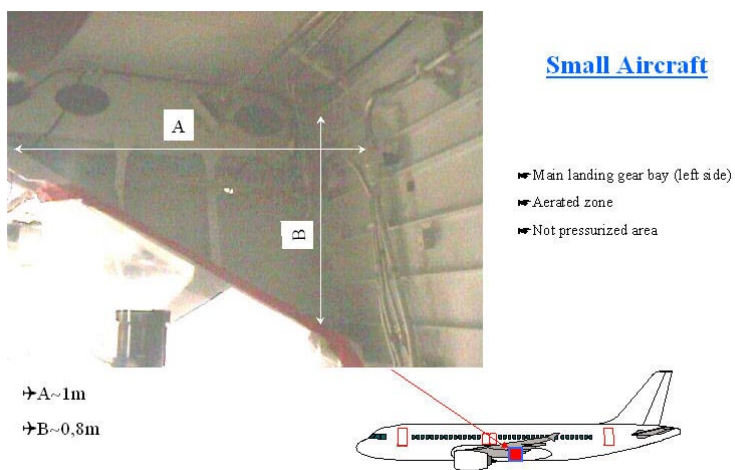 Small Aircraft
A
B
☛Main landing gear bay (left side)
☛Aerated zone
☛Not pressurized area
✈A~1m
✈B~0,8m